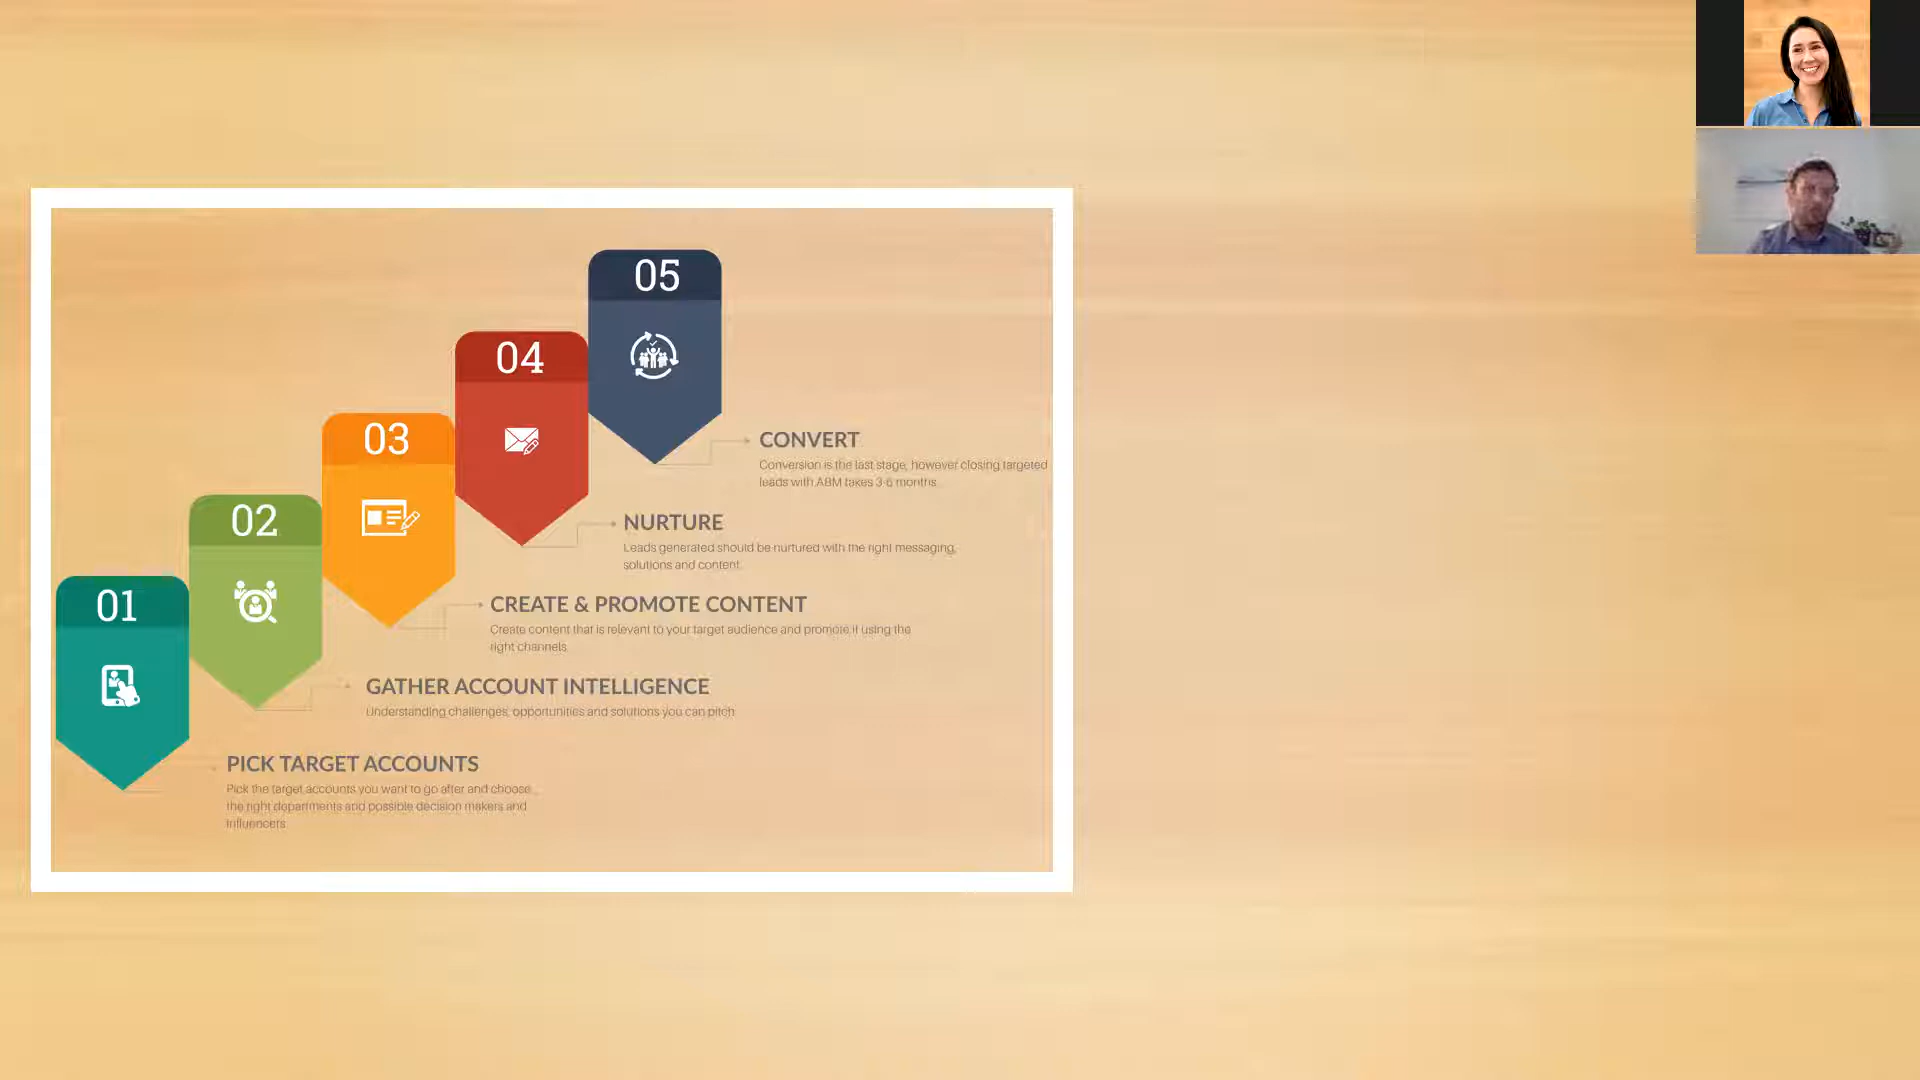 05
04
03
02
01
CONVERT
Conversion is the last stage, however closing targeted
leads with ABM takes 3-6 months.
NURTURE
Leads generated should be nurtured with the right messaging,
solutions and content.
CREATE & PROMOTE CONTENT
Create content that is relevant to your target audience and promote it using the
right channels.
GATHER ACCOUNT INTELLIGENCE
Understanding challenges, opportunities and solutions you can pitch
PICK TARGET ACCOUNTS
Pick the target accounts you want to go after and choose
the right departments and possible decision makers and
influencers.